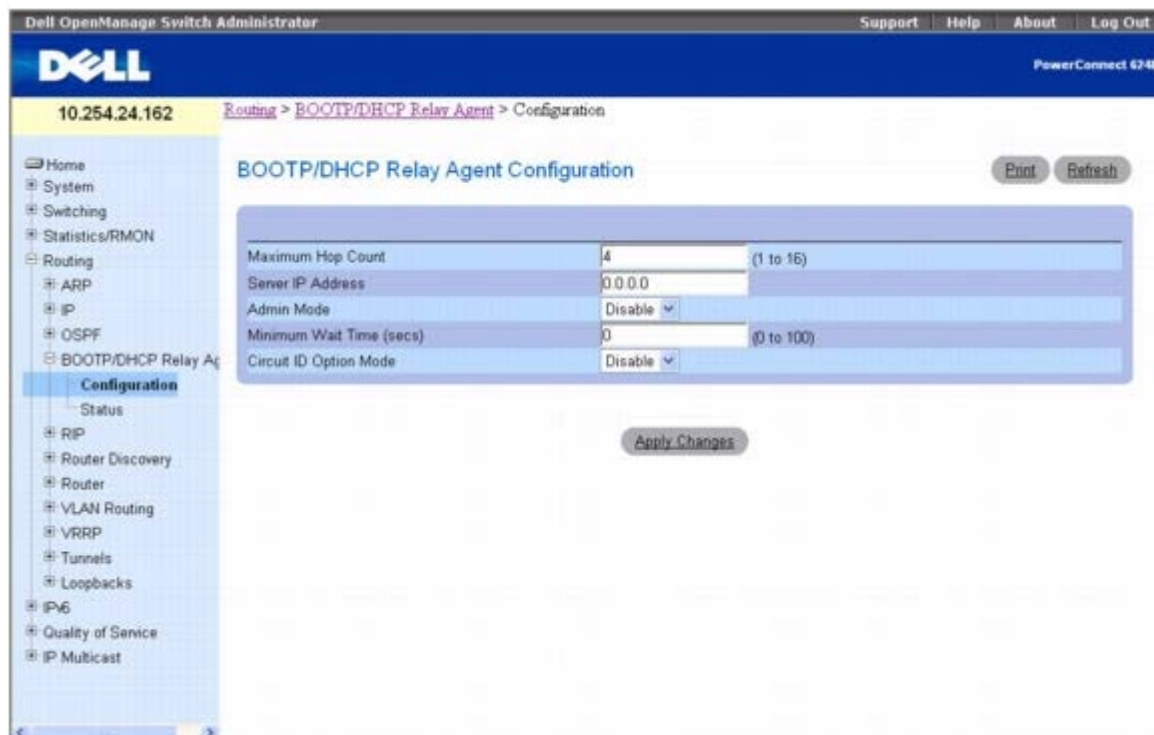 Dell OpenManage Switch Administrator
Support Help About Log Out
DELL
PowerConnect
10.254.24.162
Routing > BOOTP/DHCP Relay Agent > Configuration
Home
System
Switching
Statistics/RMON
Routing
ARP
IP
OSPF
BOOTP/DHCP Relay Ag
Configuration
Status
RIP
Router Discovery
Router
VLAN Routing
VRRP
Tunnels
Loopbacks
IPv6
Quality of Service
IP Multicast
BOOTP/DHCP Relay Agent Configuration
Print Refresh
Maximum Hop Count 4 (1 to 16)
Server IP Address 0.0.0.0
Admin Mode Disable
Minimum Wait Time (secs) 0 (0 to 100)
Circuit ID Option Mode Disable
Apply Changes